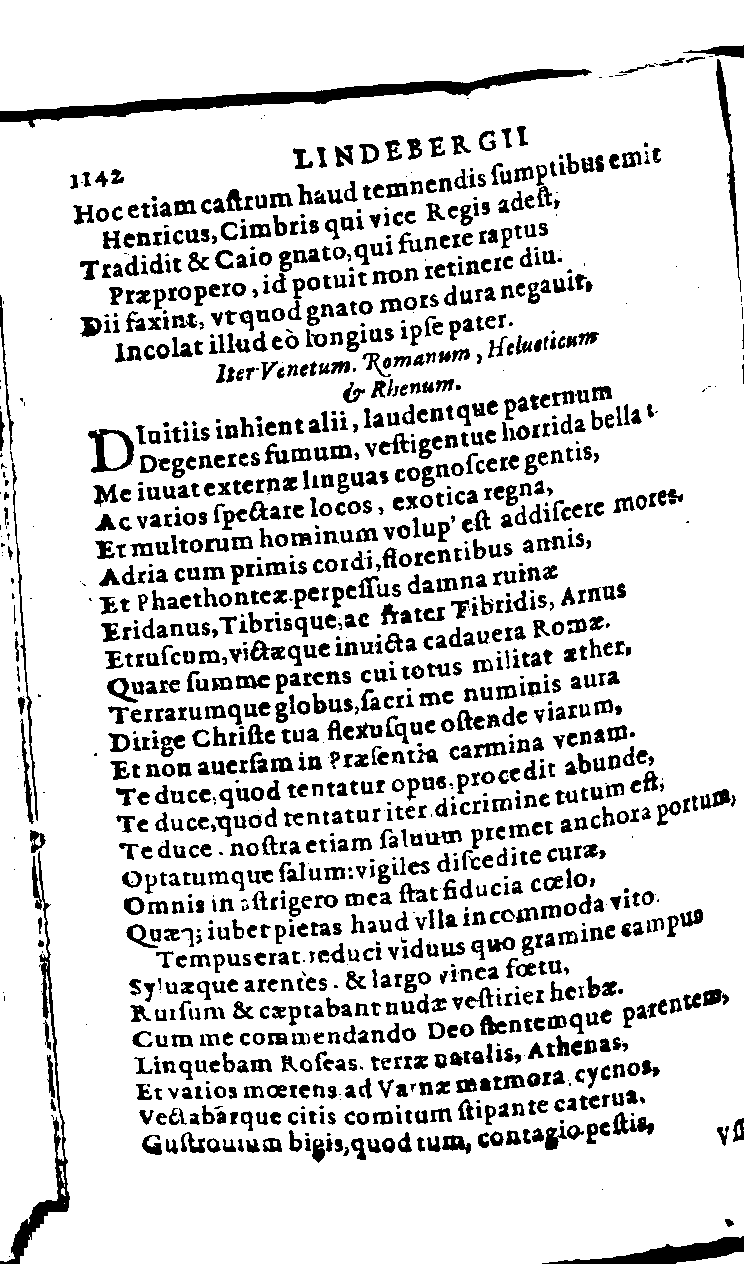 1142 LINDEBERGII
Hoc etiam caſtrum haud temnendis ſumptibus emit
Henricus, Cimbris qui vice Regis adeſt;
Tradidit & Caio gnato, qui funere raptus
Præpropero, id potuit non retinere diu.
Dii faxint, vt quod gnato mors dura negauit,
Incolat illud eò longius ipſe pater.
Iter Venetum. Romanum, Helueticum
& Rhenum.
DIuitiis inhient alii, laudentque paternum
Degeneres fumum, veſtigentue horrida bella
Me iuuat externæ linguas cognoſcere gentis,
Ac varios ſpectare locos, exotica regna,
Et multorum hominum volup' eſt addiſcere mores.
Adria cum primis cordi, florentibus annis,
Et Phaethonteæ perpeſſus damna ruinæ
Eridanus, Tibrisque, ac frater Tibridis, Arnus
Etruſcum, victæque inuicta cadauera Romæ.
Quare ſumme parens cui totus militat æther,
Terrarumque globus, ſacri me numinis aura
Dirige Chriſte tua flexuſque oſtende viarum,
Et non auerſam in Præſentia carmina venam.
Te duce, quod tentatur opus, procedit abunde,
Te duce, quod tentatur iter dicrimine tutum eſt,
Te duce. noſtra etiam ſaluum premet anchora portum,
Optatumque ſalum: vigiles diſcedite curæ,
Omnis in aſtrigero mea ſtat fiducia cœlo,
Quæq; iubet pietas haud vlla incommoda vito.
Tempus erat reduci viduus quo gramine campus
Syluæque arentes. & largo vinea fœtu,
Rurſum & cæptabant nudæ veſtirier herbæ.
Cum me commendando Deo flentemque parentem,
Linquebam Roſeas. terræ natalis, Athenas,
Et varios mœrens ad Varnæ marmora cycnos,
Vectabàrque citis comitum ſtipante caterua.
Guſtrouium bigis, quod tum, contagio peſtis,